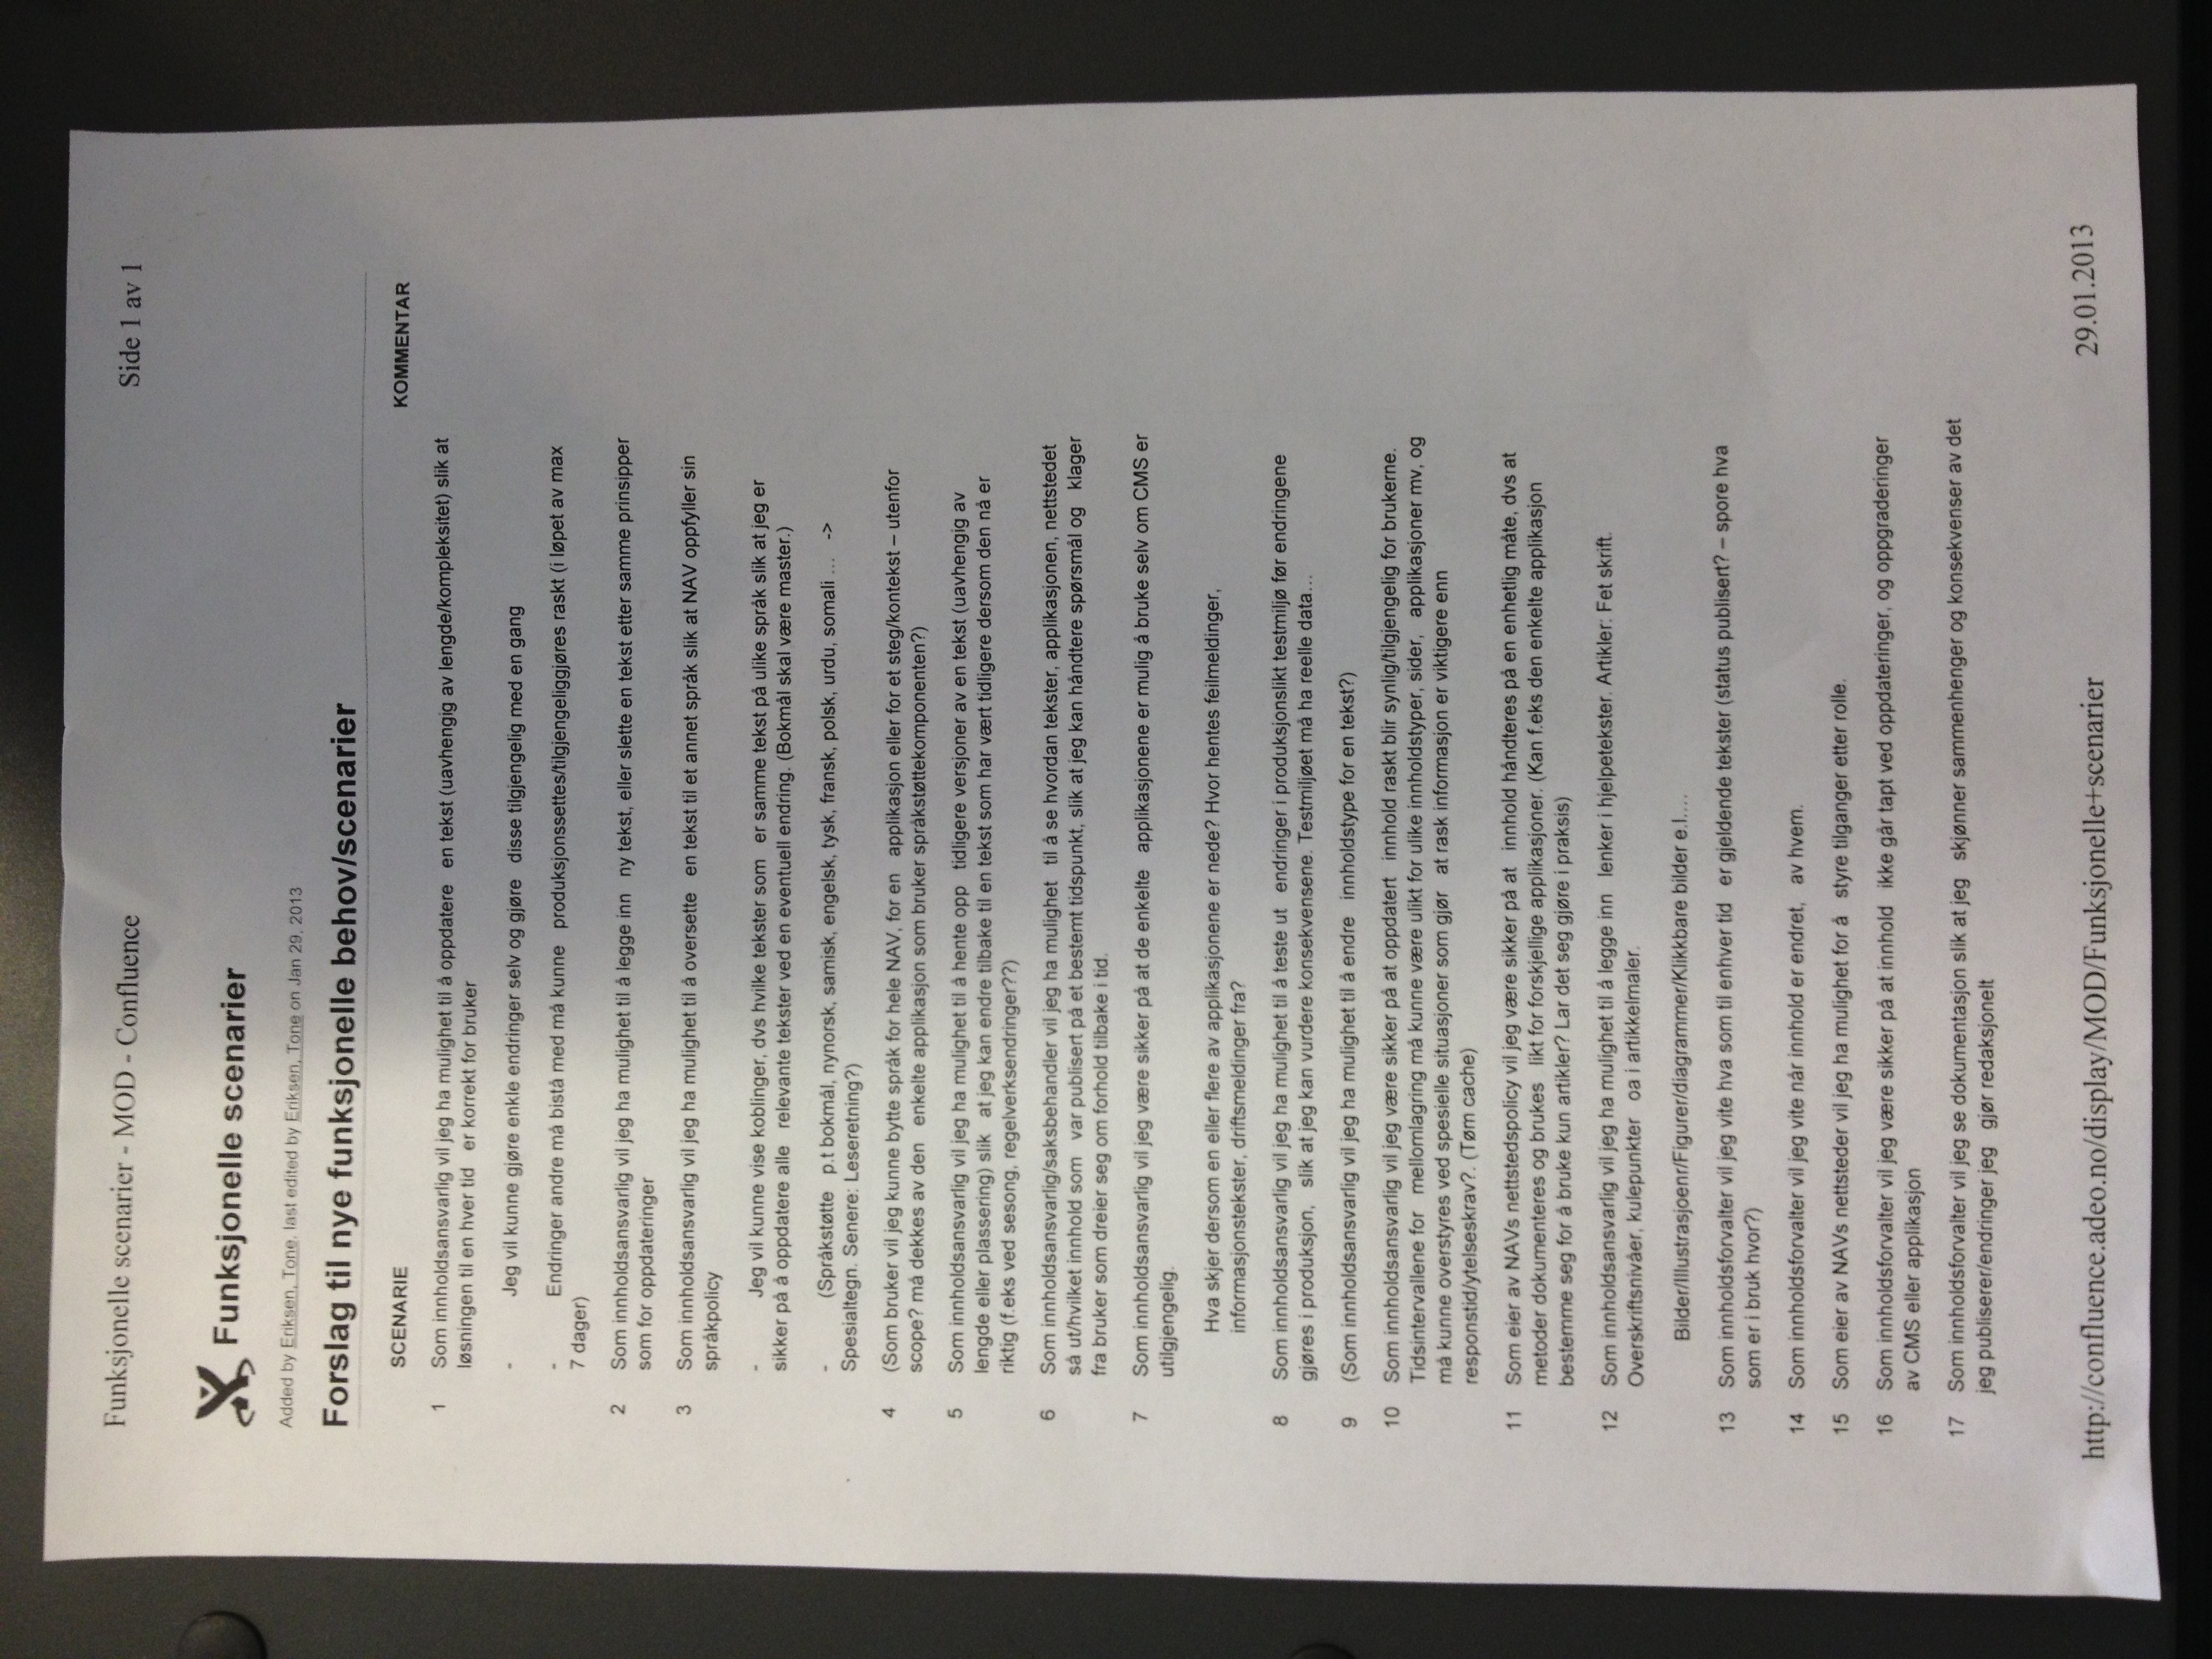 Funksjonelle scenarier - MOD - Confluence
Side 1 av 1
Funksjonelle scenarier
Added by Eriksen, Tone, last edited by Eriksen, Tone on Jan 29, 2013
Forslag til nye funksjonelle behov/scenarier
SCENARIE KOMMENTAR
1 Som innholdsansvarlig vil jeg ha mulighet til å oppdatere en tekst (uavhengig av lengde/kompleksitet) slik at
løsningen til en hver tid er korrekt for bruker
- Jeg vil kunne gjøre enkle endringer selv og gjøre disse tilgjengelig med en gang
- Endringer andre må bistå med må kunne produksjonssettes/tilgjengeliggjøres raskt (i løpet av max
7 dager)
2 Som innholdsansvarlig vil jeg ha mulighet til å legge inn ny tekst, eller slette en tekst etter samme prinsipper
som for oppdateringer
3 Som innholdsansvarlig vil jeg ha mulighet til å oversette en tekst til et annet språk slik at NAV oppfyller sin
språkpolicy
- Jeg vil kunne vise koblinger, dvs hvilke tekster som er samme tekst på ulike språk slik at jeg er
sikker på å oppdatere alle relevante tekster ved en eventuell endring. (Bokmål skal være master.)
- (Språkstøtte p.t bokmål, nynorsk, samisk, engelsk, tysk, fransk, polsk, urdu, somali ... ->
Spesialtegn. Senere: Leseretning?)
4 (Som bruker vil jeg kunne bytte språk for hele NAV, for en applikasjon eller for et steg/kontekst – utenfor
scope? må dekkes av den enkelte applikasjon som bruker språkstøttekomponenten?)
5 Som innholdsansvarlig vil jeg ha mulighet til å hente opp tidligere versjoner av en tekst (uavhengig av
lengde eller plassering) slik at jeg kan endre tilbake til en tekst som har vært tidligere dersom den nå er
riktig (f.eks ved sesong, regelverksendringer??)
6 Som innholdsansvarlig/saksbehandler vil jeg ha mulighet til å se hvordan tekster, applikasjonen, nettstedet
så ut/hvilket innhold som var publisert på et bestemt tidspunkt, slik at jeg kan håndtere spørsmål og klager
fra bruker som dreier seg om forhold tilbake i tid.
7 Som innholdsansvarlig vil jeg være sikker på at de enkelte applikasjonene er mulig å bruke selv om CMS er
utilgjengelig.
Hva skjer dersom en eller flere av applikasjonene er nede? Hvor hentes feilmeldinger,
informasjonstekster, driftsmeldinger fra?
8 Som innholdsansvarlig vil jeg ha mulighet til å teste ut endringer i produksjonslikt testmiljø før endringene
gjøres i produksjon, slik at jeg kan vurdere konsekvensene. Testmiljøet må ha reelle data...
9 (Som innholdsansvarlig vil jeg ha mulighet til å endre innholdstype for en tekst?)
10 Som innholdsansvarlig vil jeg være sikker på at oppdatert innhold raskt blir synlig/tilgjengelig for brukerne.
Tidsintervallene for mellomlagring må kunne være ulikt for ulike innholdstyper, sider, applikasjoner mv, og
må kunne overstyres ved spesielle situasjoner som gjør at rask informasjon er viktigere enn
responstid/ytelseskrav?. (Tøm cache)
11 Som eier av NAVs nettstedspolicy vil jeg være sikker på at innhold håndteres på en enhetlig måte, dvs at
metoder dokumenteres og brukes likt for forskjellige applikasjoner. (Kan f.eks den enkelte applikasjon
bestemme seg for å bruke kun artikler? Lar det seg gjøre i praksis)
12 Som innholdsansvarlig vil jeg ha mulighet til å legge inn lenker i hjelpetekster. Artikler: Fet skrift.
Overskriftsnivåer, kulepunkter oa i artikkelmaler.
Bilder/Illustrasjoenr/Figurer/diagrammer/Klikkbare bilder e.l....
13 Som innholdsforvalter vil jeg vite hva som til enhver tid er gjeldende tekster (status publisert? – spore hva
som er i bruk hvor?)
14 Som innholdsforvalter vil jeg vite når innhold er endret, av hvem.
15 Som eier av NAVs nettsteder vil jeg ha mulighet for å styre tilganger etter rolle.
16 Som innholdsforvalter vil jeg være sikker på at innhold ikke går tapt ved oppdateringer, og oppgraderinger
av CMS eller applikasjon
17 Som innholdsforvalter vil jeg se dokumentasjon slik at jeg skjønner sammenhenger og konsekvenser av det
jeg publiserer/endringer jeg gjør redaksjonelt
http://confluence.adeo.no/display/MOD/Funksjonelle+scenarier
29.01.2013